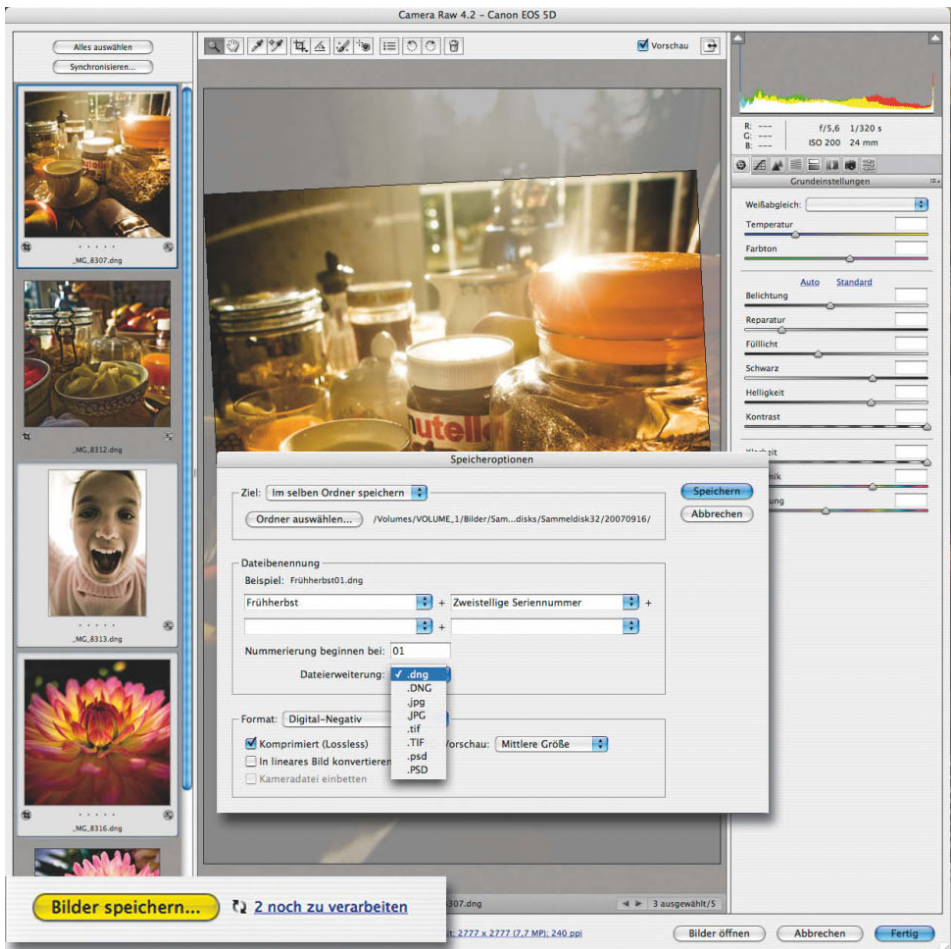 Camera Raw 4.2 – Canon EOS 5D
Alles auswählen
Synchronisieren...
Vorschau
_MG_8307.dng
_MG_8312.dng
_MG_8313.dng
_MG_8316.dng
nutell
R: ---
G: ---
B: ---
f/5,6 1/320 s
ISO 200 24 mm
Grundeinstellungen
Weißabgleich:
Temperatur
Farbton
Auto Standard
Belichtung
Reparatur
Fülllicht
Schwarz
Helligkeit
Kontrast
Speicheroptionen
Ziel: Im selben Ordner speichern
Speichern
Ordner auswählen... /Volumes/VOLUME_1/Bilder/Sam...disks/Sammeldisk32/20070916/
Abbrechen
Dateibenennung
Beispiel: Frühherbst01.dng
Frühherbst + Zweistellige Seriennummer +
+
Nummerierung beginnen bei: 01
Dateierweiterung: ✓ .dng
.DNG
.jpg
.JPG
.tif
.TIF
.psd
.PSD
Format: Digital-Negativ
Komprimiert (Lossless)
orschau: Mittlere Größe
In lineares Bild konvertieren
Kameradatei einbetten
Bilder speichern... 2 noch zu verarbeiten
307.dng
3 ausgewählt/5
2777 x 2777 (7,7 MP); 240 ppi
Bilder öffnen
Abbrechen
Fertig